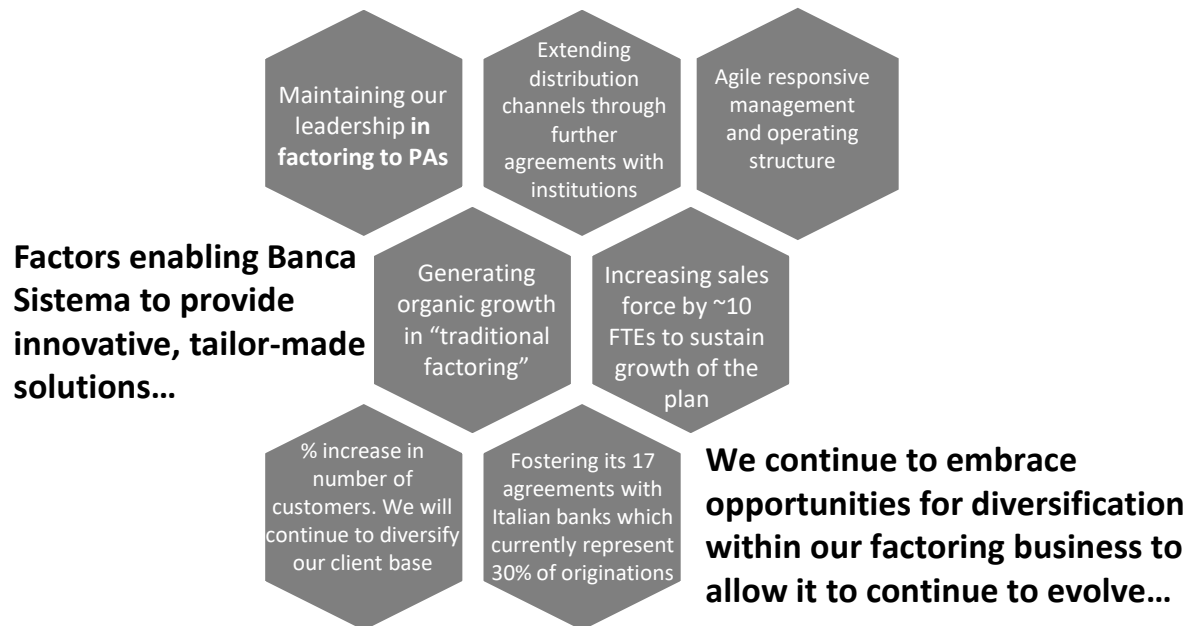 Maintaining our
leadership in
factoring to PAs
Extending
distribution
channels through
further
agreements with
institutions
Agile responsive
management
and operating
structure
Factors enabling Banca
Sistema to provide
innovative, tailor-made
solutions…
Generating
organic growth
in “traditional
factoring”
Increasing sales
force by ~10
FTEs to sustain
growth of the
plan
% increase in
number of
customers. We will
continue to diversify
our client base
Fostering its 17
agreements with
Italian banks which
currently represent
30% of originations
We continue to embrace
opportunities for diversification
within our factoring business to
allow it to continue to evolve…